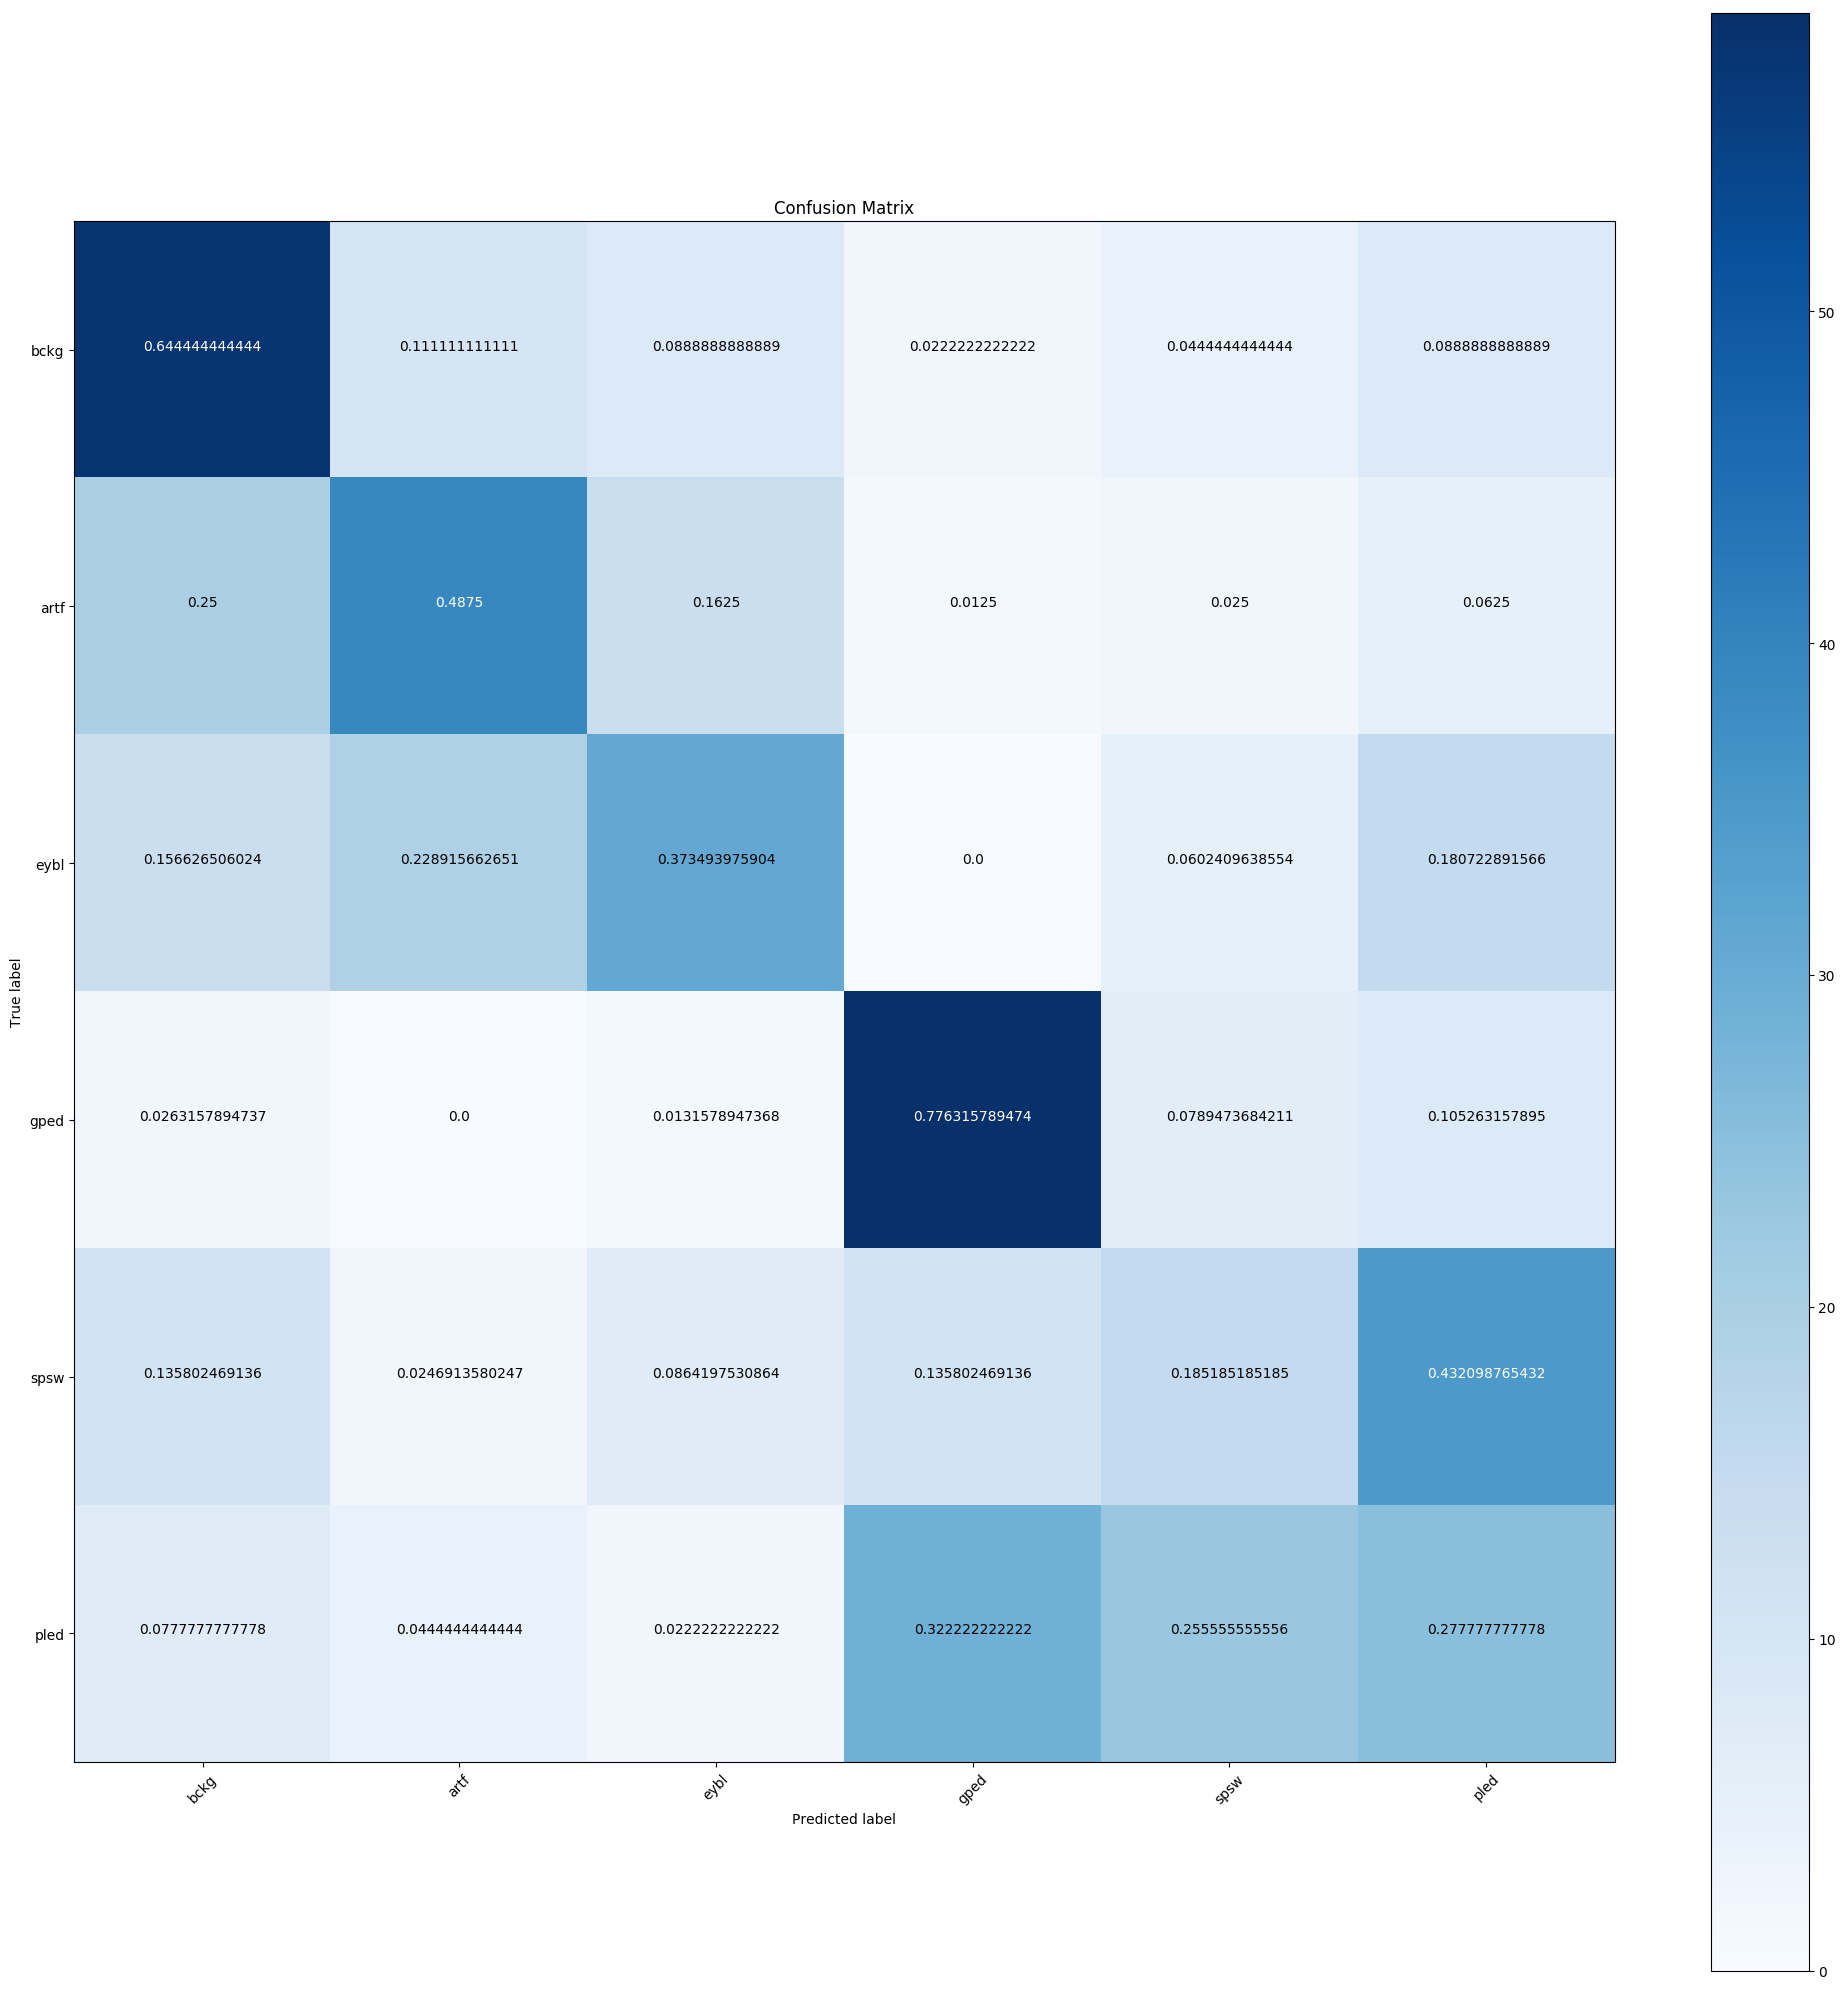 Confusion Matrix
bckg 0.644444444444 0.111111111111 0.0888888888889 0.0222222222222 0.0444444444444 0.0888888888889
artf 0.25 0.4875 0.1625 0.0125 0.025 0.0625
eybl 0.156626506024 0.228915662651 0.373493975904 0.0 0.0602409638554 0.180722891566
True label
gped 0.0263157894737 0.0 0.0131578947368 0.776315789474 0.0789473684211 0.105263157895
spsw 0.135802469136 0.0246913580247 0.0864197530864 0.135802469136 0.185185185185 0.432098765432
pled 0.0777777777778 0.0444444444444 0.0222222222222 0.322222222222 0.255555555556 0.277777777778
bckg artf eybl gped spsw pled
Predicted label
50
40
30
20
10
0